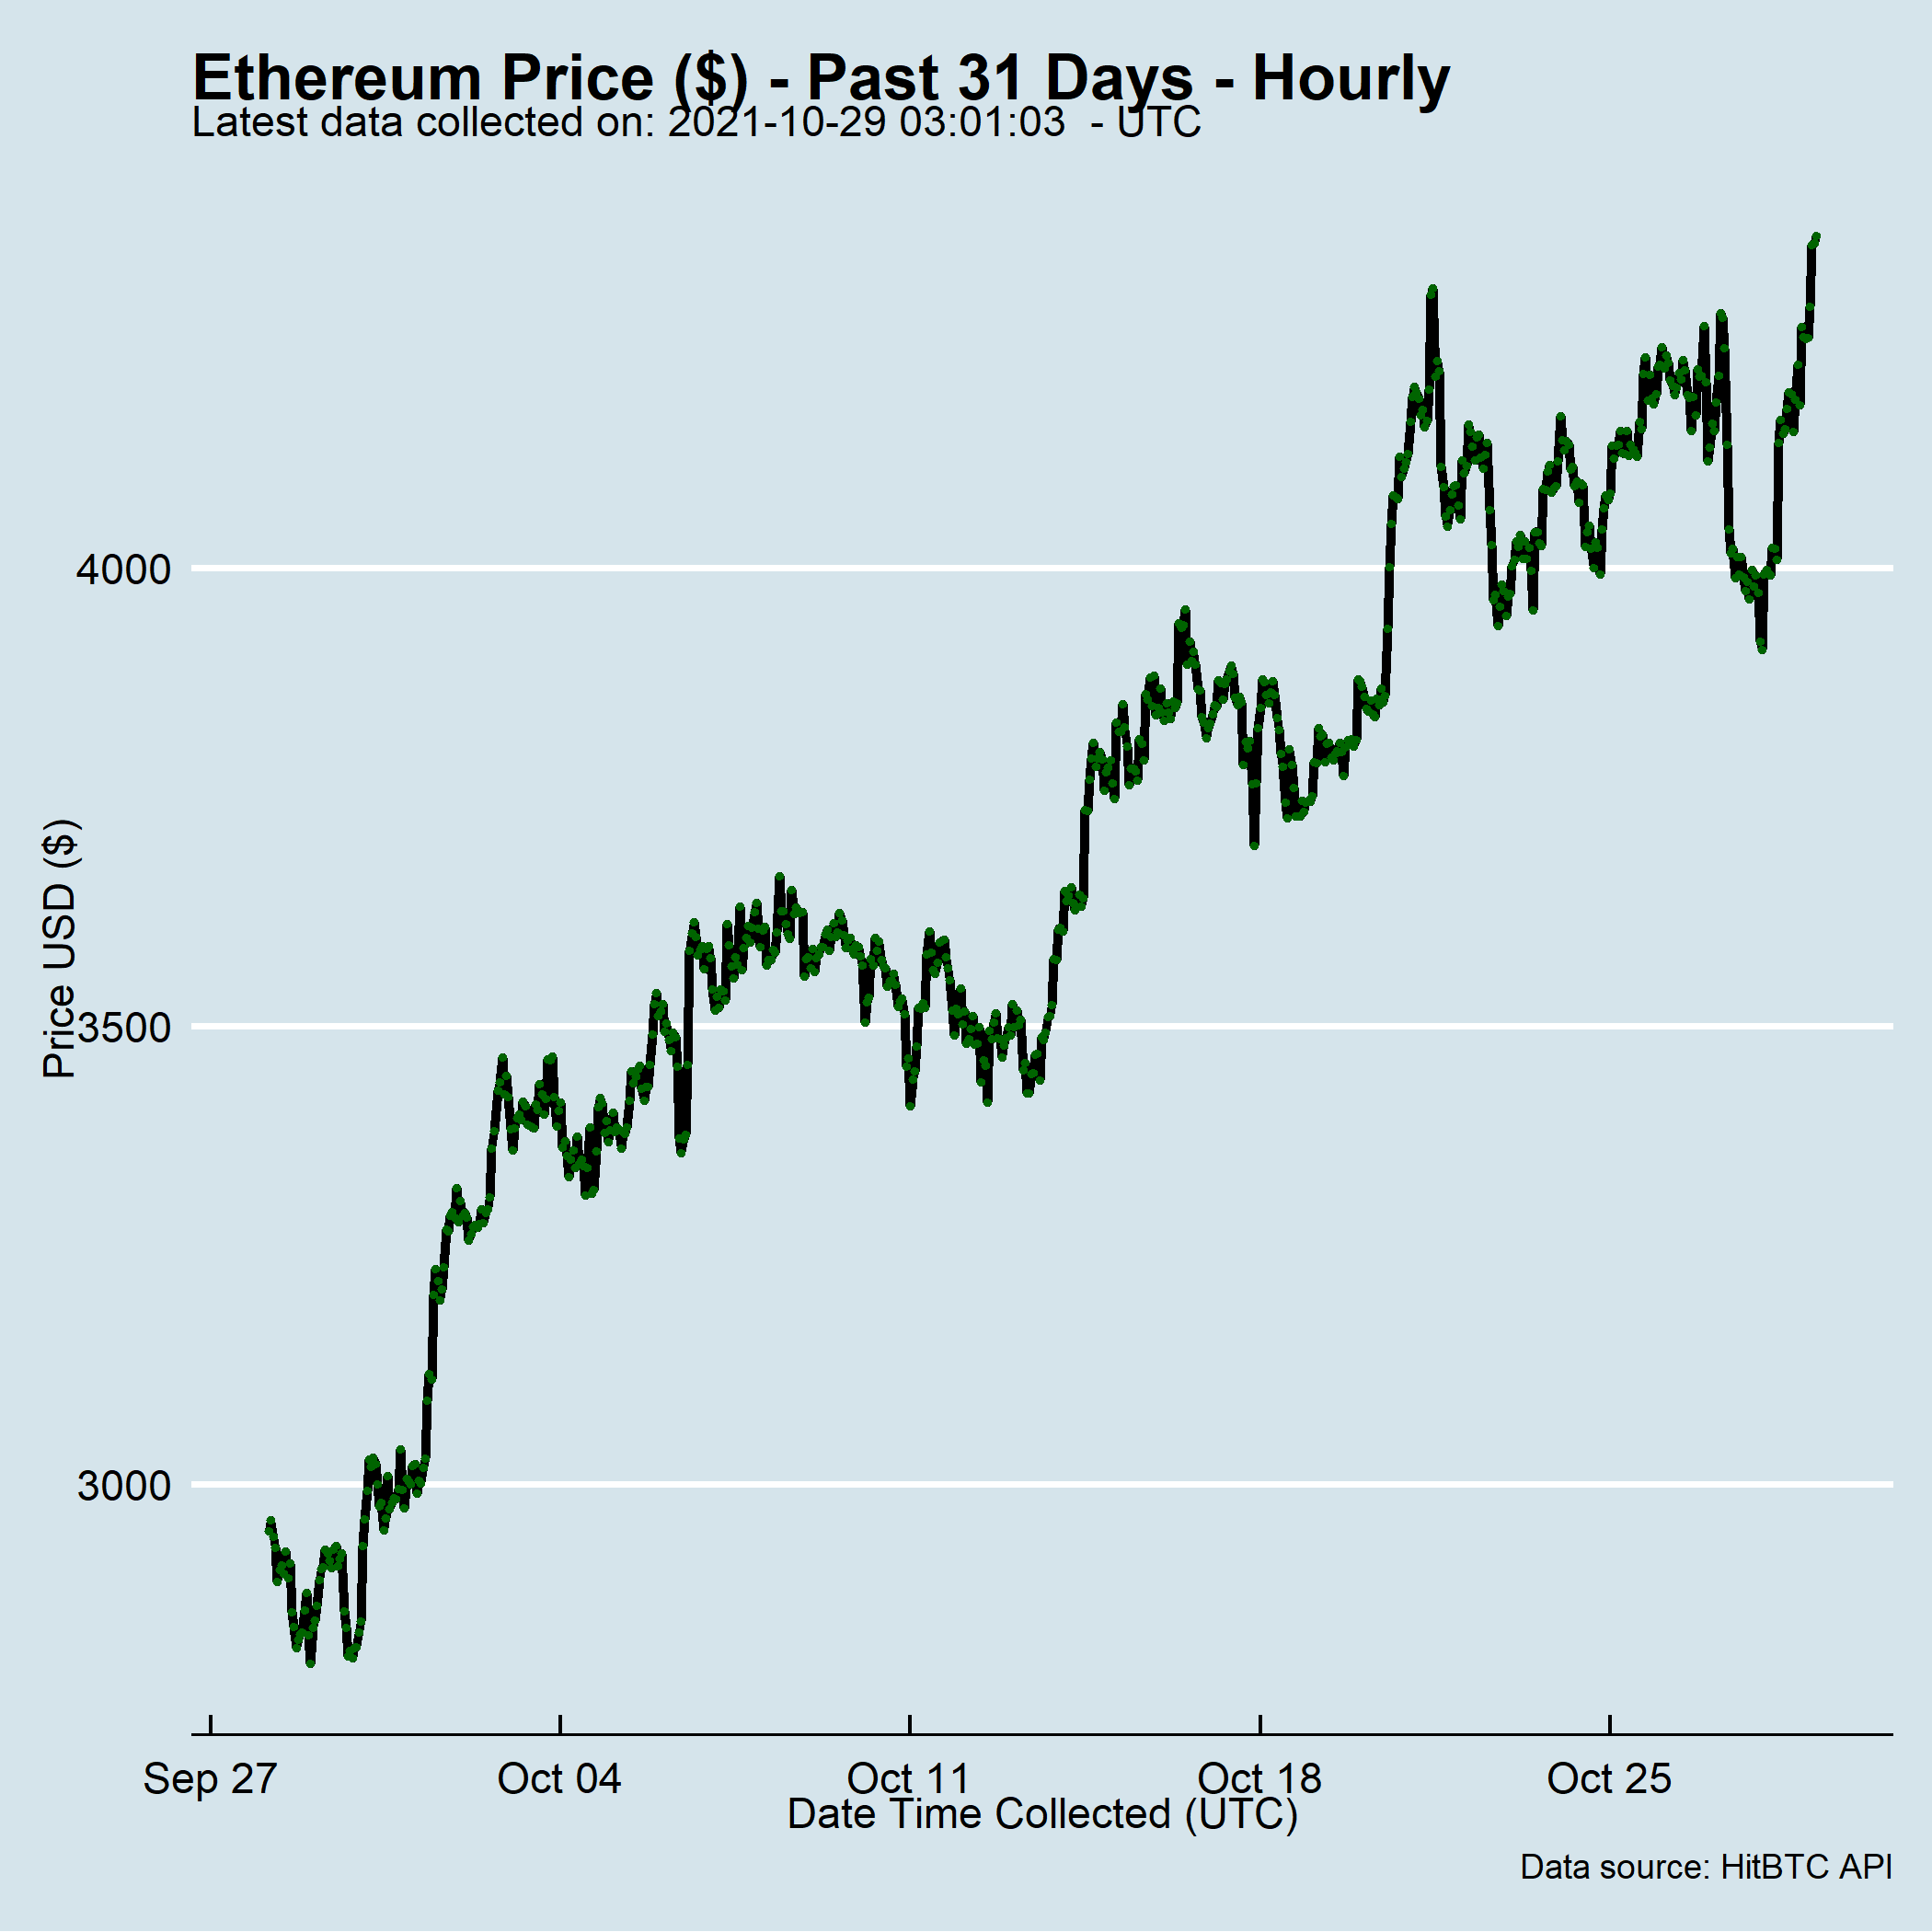 Ethereum Price ($) - Past 31 Days - Hourly
Latest data collected on: 2021-10-29 03:01:03  - UTC
4000
3500
3000
Price USD ($)
Sep 27 Oct 04 Oct 11 Oct 18 Oct 25
Date Time Collected (UTC)
Data source: HitBTC API